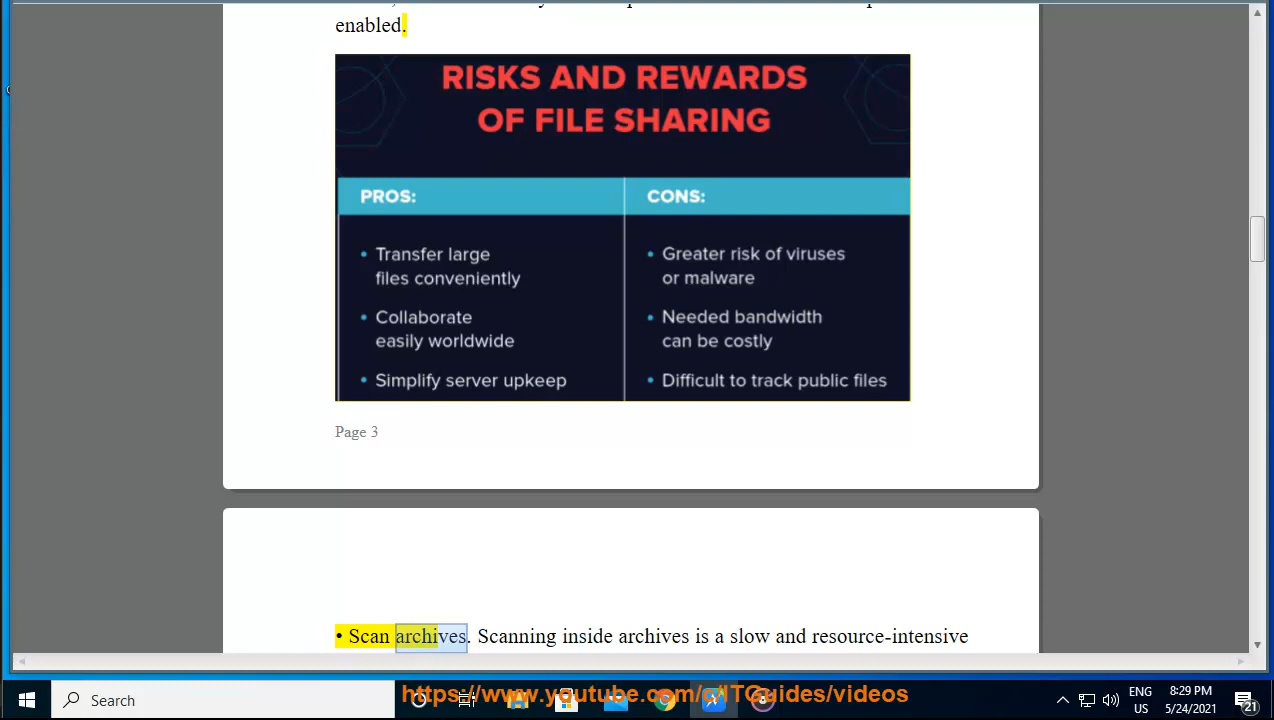 enabled.
RISKS AND REWARDS
OF FILE SHARING
PROS:
CONS:
• Transfer large
files conveniently
• Collaborate
easily worldwide
• Simplify server upkeep
• Greater risk of viruses
or malware
• Needed bandwidth
can be costly
• Difficult to track public files
Page 3
• Scan archives. Scanning inside archives is a slow and resource-intensive
Search
https://www.youtube.com/c/ITGuides/videos
ENG
US
8:29 PM
5/24/2021
21